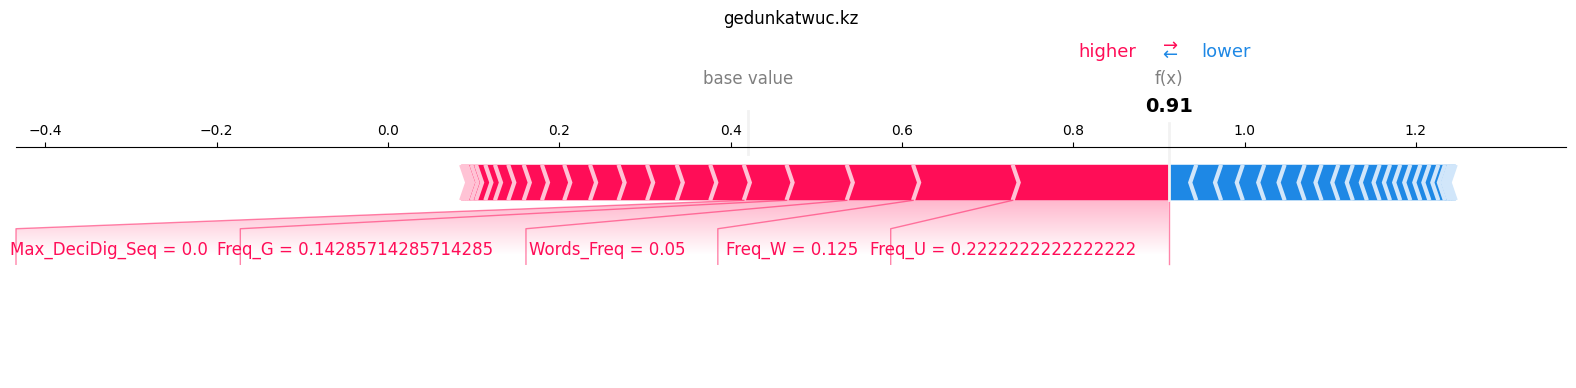 gedunkatwuc.kz
higher ⇄ lower
base value f(x)
0.91
−0.4 −0.2 0.0 0.2 0.4 0.6 0.8 1.0 1.2
Max_DeciDig_Seq = 0.0 Freq_G = 0.14285714285714285 Words_Freq = 0.05 Freq_W = 0.125 Freq_U = 0.2222222222222222